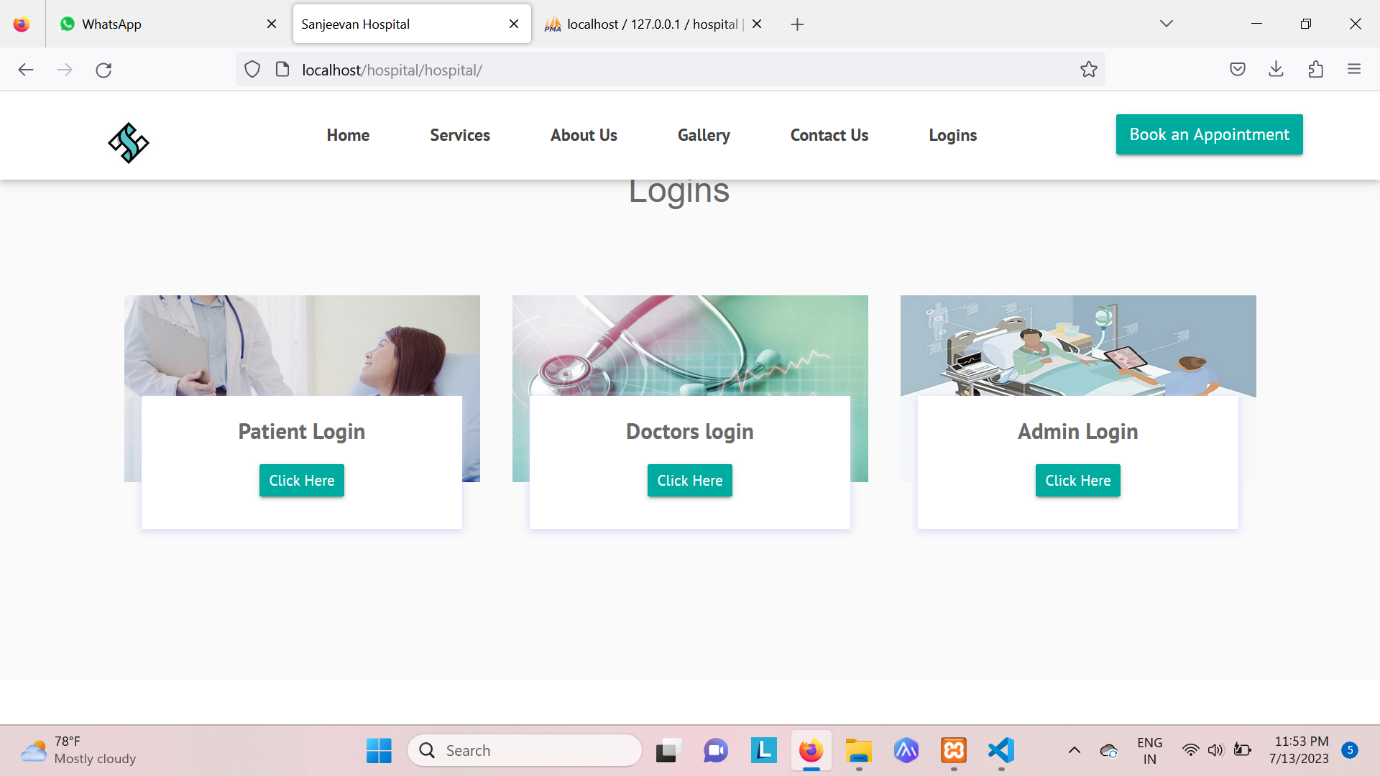 WhatsApp
Sanjeevan Hospital
PMA localhost / 127.0.0.1 / hospital |
localhost/hospital/hospital/
Home Services About Us Gallery Contact Us Logins Book an Appointment
Logins
Patient Login
Click Here
Doctors login
Click Here
Admin Login
Click Here
78°F
Mostly cloudy
Search
L
ENG
IN
11:53 PM
7/13/2023
5